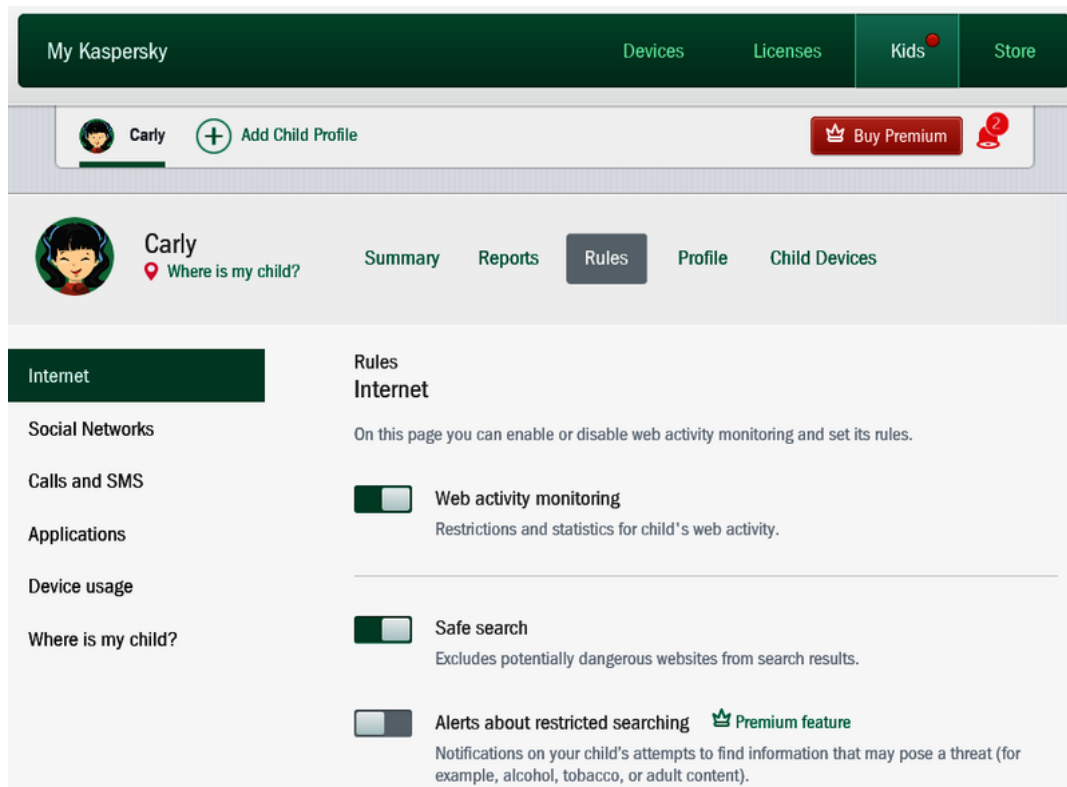 My Kaspersky
Devices
Licenses
Kids
Store
Carly
Add Child Profile
Buy Premium
2
Carly
Where is my child?
Summary
Reports
Rules
Profile
Child Devices
Internet
Social Networks
Calls and SMS
Applications
Device usage
Where is my child?
Rules
Internet
On this page you can enable or disable web activity monitoring and set its rules.
Web activity monitoring
Restrictions and statistics for child's web activity.
Safe search
Excludes potentially dangerous websites from search results.
Alerts about restricted searching
Premium feature
Notifications on your child’s attempts to find information that may pose a threat (for
example, alcohol, tobacco, or adult content).